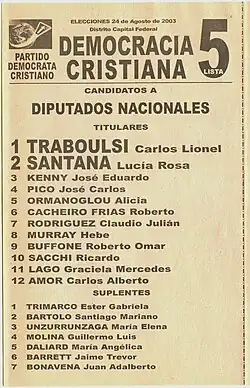 ELECCIONES 24 de Agosto de 2003
Distrito Capital Federal
PARTIDO
DEMOCRATA
CRISTIANO
DEMOCRACIA
CRISTIANA
5
LISTA
CANDIDATOS A
DIPUTADOS NACIONALES
TITULARES
1 TRABOULSI Carlos Lionel
2 SANTANA Lucía Rosa
3 KENNY José Eduardo
4 PICO José Carlos
5 ORMANOGLOU Alicia
6 CACHEIRO FRIAS Roberto
7 RODRIGUEZ Claudio Julián
8 MURRAY Hebe
9 BUFFONE Roberto Omar
10 SACCHI Ricardo
11 LAGO Graciela Mercedes
12 AMOR Carlos Alberto
SUPLENTES
1 TRIMARCO Ester Gabriela
2 BARTOLO Santiago Mariano
3 UNZURRUNZAGA María Elena
4 MOLINA Guillermo Luis
5 DALIARD María Angélica
6 BARRETT Jaime Trevor
7 BONAVENA Juan Adalberto